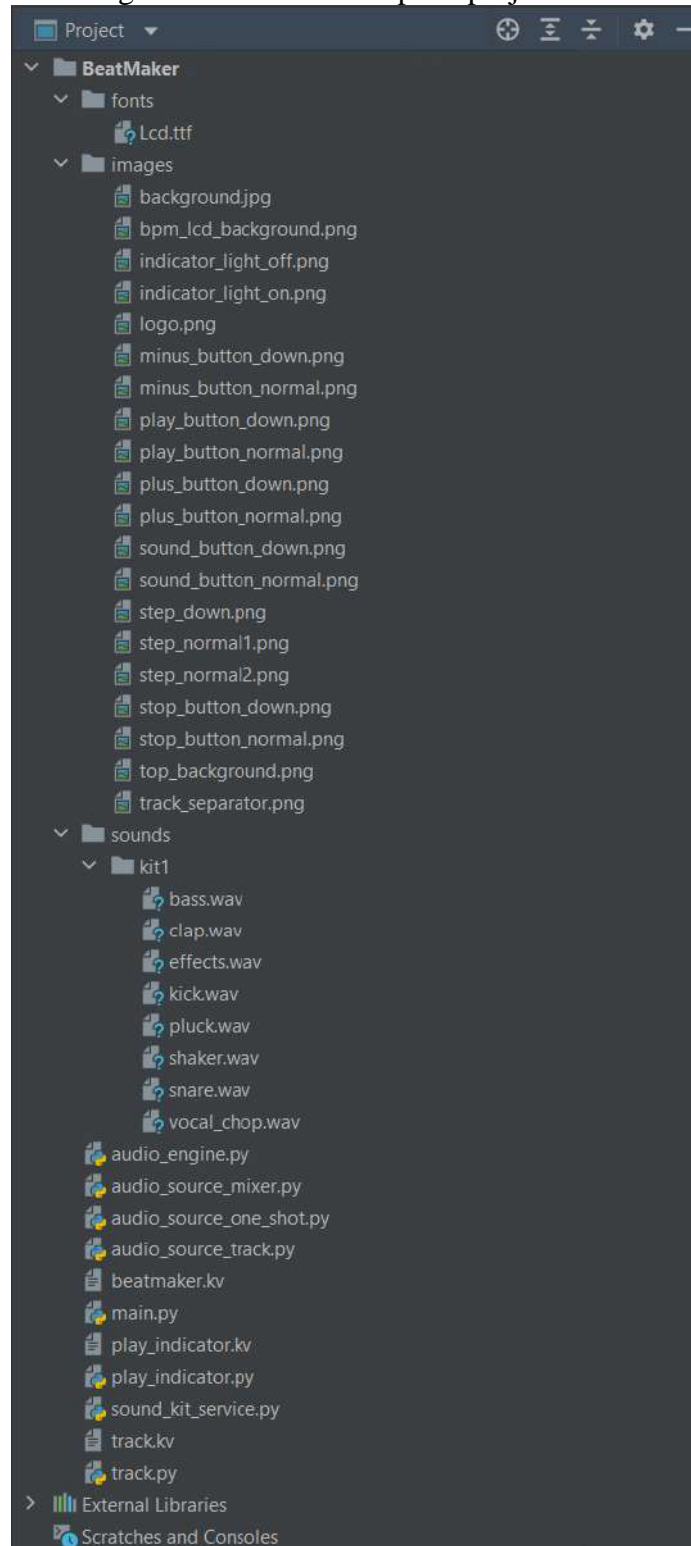 Project
BeatMaker
fonts
Lcd.ttf
images
background.jpg
bpm_lcd_background.png
indicator_light_off.png
indicator_light_on.png
logo.png
minus_button_down.png
minus_button_normal.png
play_button_down.png
play_button_normal.png
plus_button_down.png
plus_button_normal.png
sound_button_down.png
sound_button_normal.png
step_down.png
step_normal1.png
step_normal2.png
stop_button_down.png
stop_button_normal.png
top_background.png
track_separator.png
sounds
kit1
bass.wav
clap.wav
effects.wav
kick.wav
pluck.wav
shaker.wav
snare.wav
vocal_chop.wav
audio_engine.py
audio_source_mixer.py
audio_source_one_shot.py
audio_source_track.py
beatmaker.kv
main.py
play_indicator.kv
play_indicator.py
sound_kit_service.py
track.kv
track.py
External Libraries
Scratches and Consoles